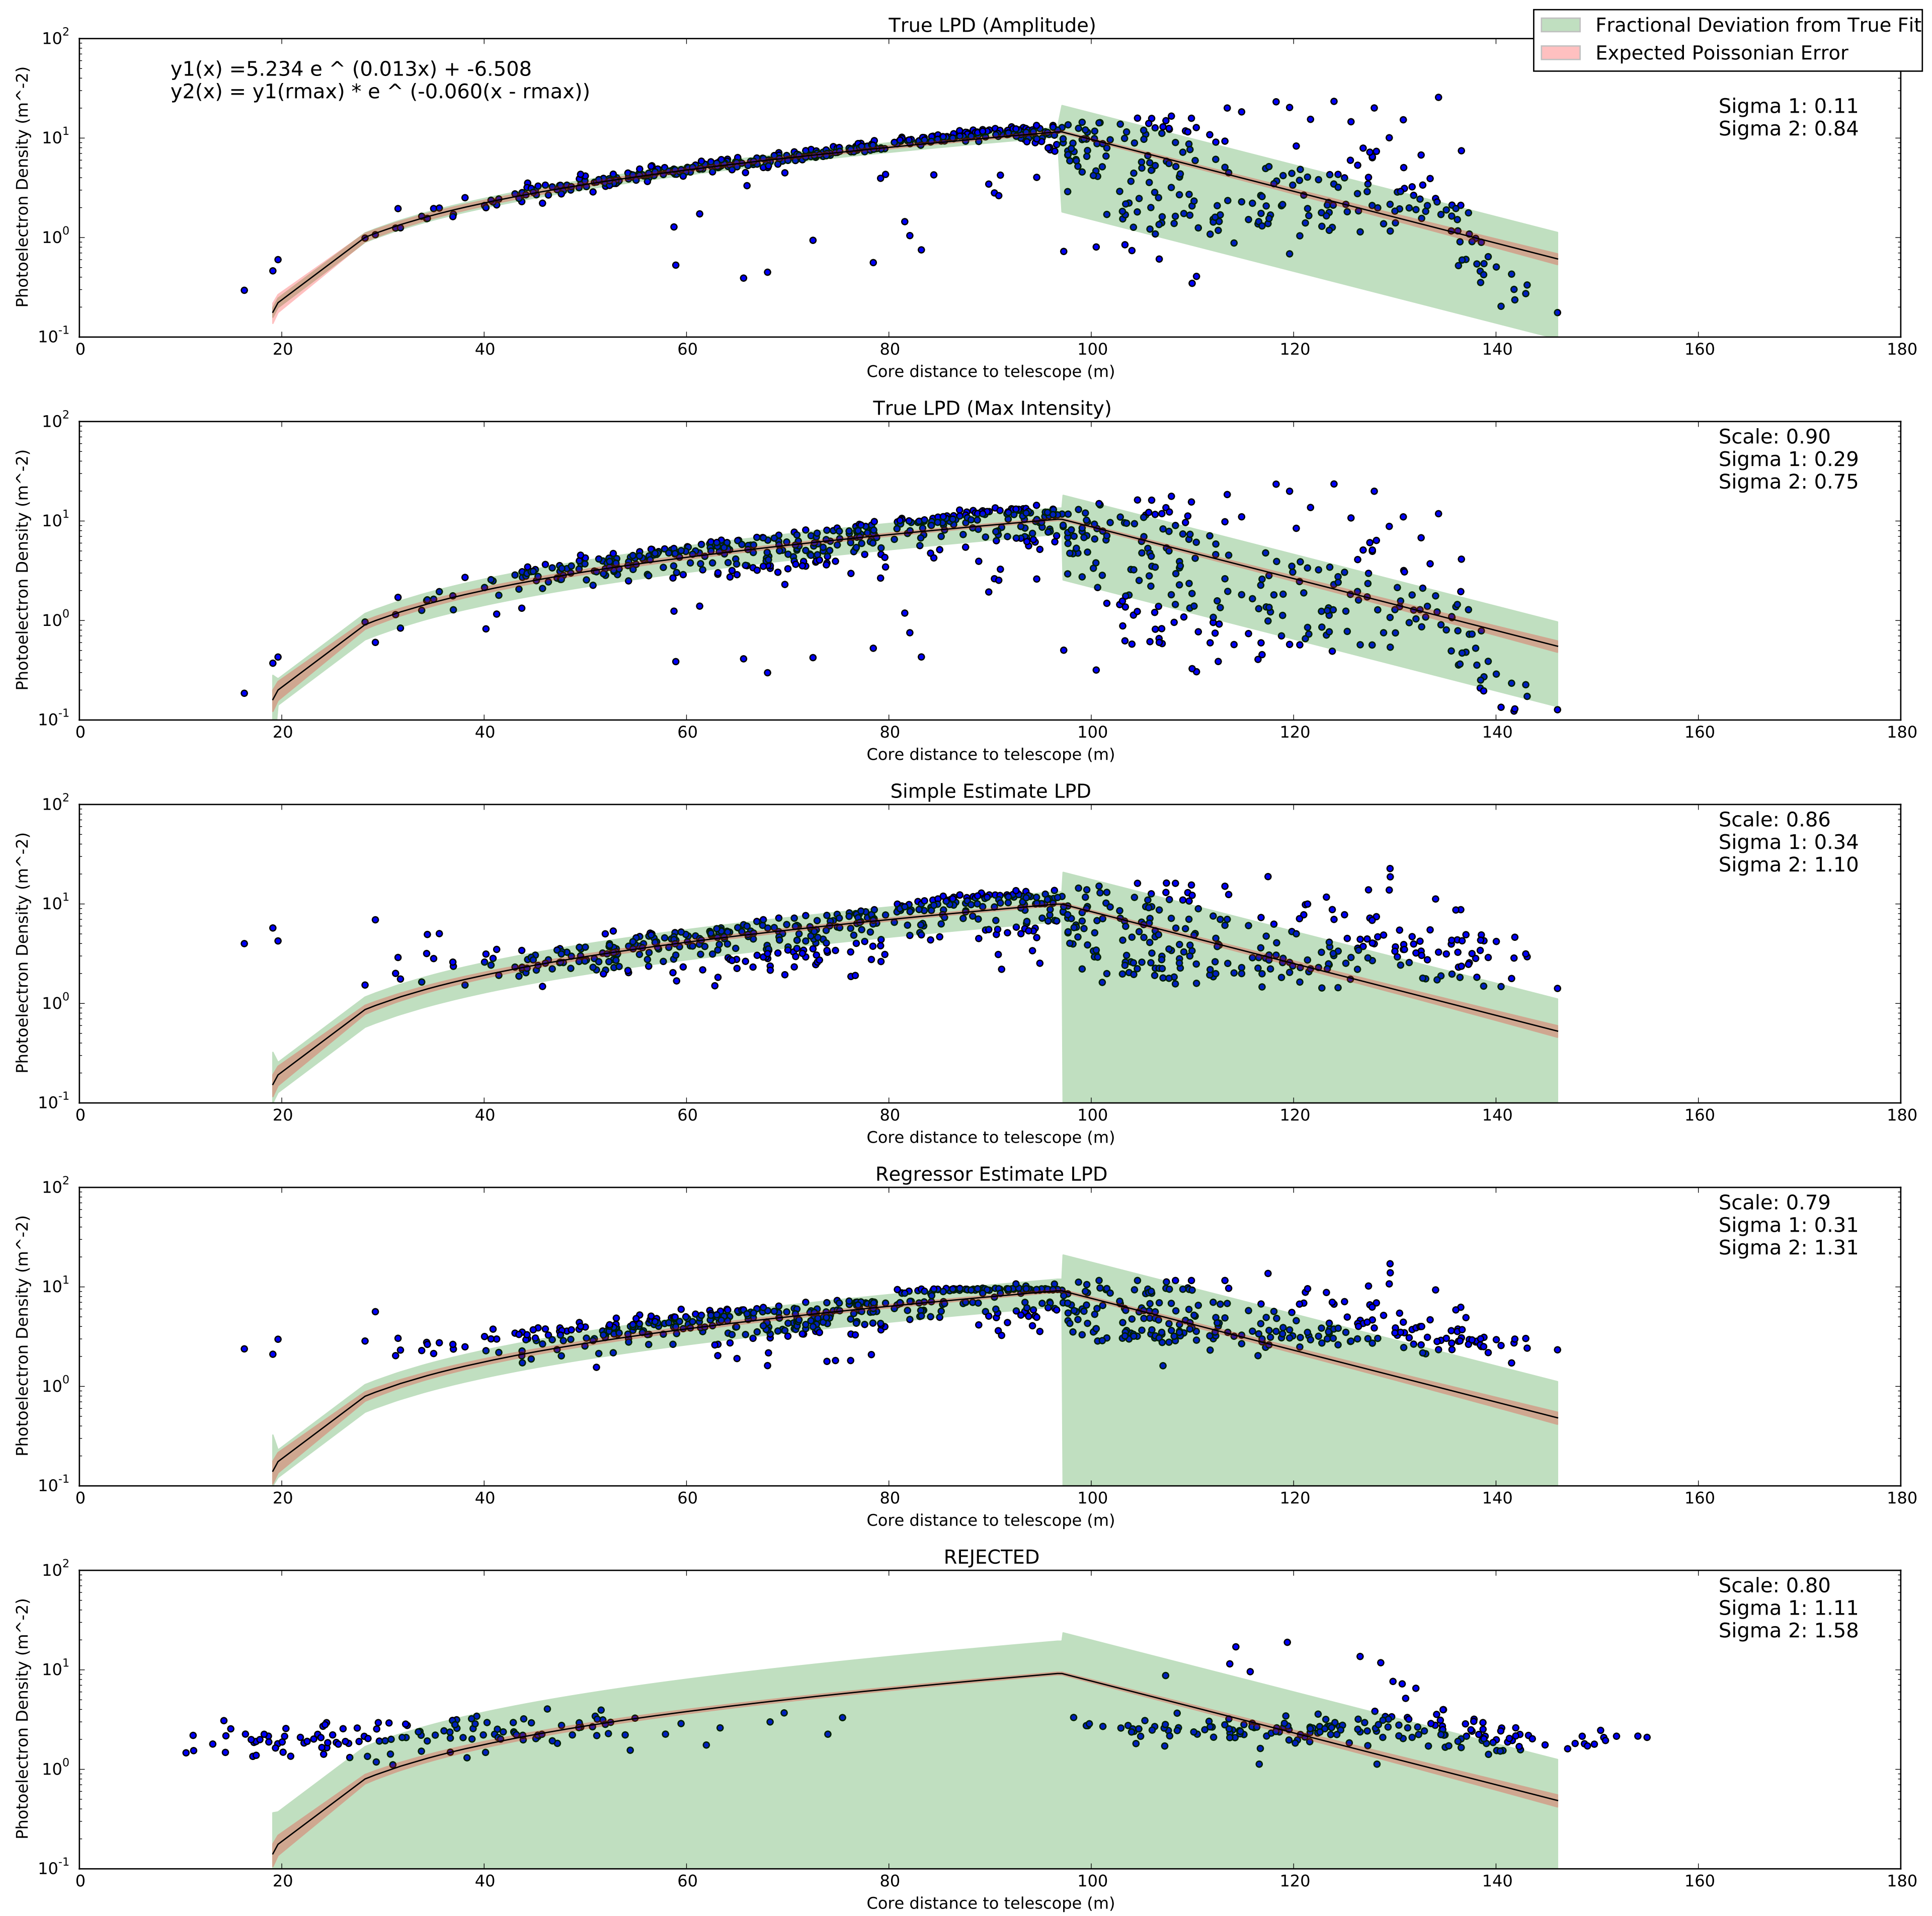 True LPD (Amplitude)
Fractional Deviation from True Fit
Expected Poissonian Error
y1(x) =5.234 e ^ (0.013x) + -6.508
y2(x) = y1(rmax) * e ^ (-0.060(x - rmax))
Sigma 1: 0.11
Sigma 2: 0.84
Photoelectron Density (m^-2)
10^2
10^1
10^0
10^-1
0 20 40 60 80 100 120 140 160 180
Core distance to telescope (m)
True LPD (Max Intensity)
Scale: 0.90
Sigma 1: 0.29
Sigma 2: 0.75
Photoelectron Density (m^-2)
10^2
10^1
10^0
10^-1
0 20 40 60 80 100 120 140 160 180
Core distance to telescope (m)
Simple Estimate LPD
Scale: 0.86
Sigma 1: 0.34
Sigma 2: 1.10
Photoelectron Density (m^-2)
10^2
10^1
10^0
10^-1
0 20 40 60 80 100 120 140 160 180
Core distance to telescope (m)
Regressor Estimate LPD
Scale: 0.79
Sigma 1: 0.31
Sigma 2: 1.31
Photoelectron Density (m^-2)
10^2
10^1
10^0
10^-1
0 20 40 60 80 100 120 140 160 180
Core distance to telescope (m)
REJECTED
Scale: 0.80
Sigma 1: 1.11
Sigma 2: 1.58
Photoelectron Density (m^-2)
10^2
10^1
10^0
10^-1
0 20 40 60 80 100 120 140 160 180
Core distance to telescope (m)